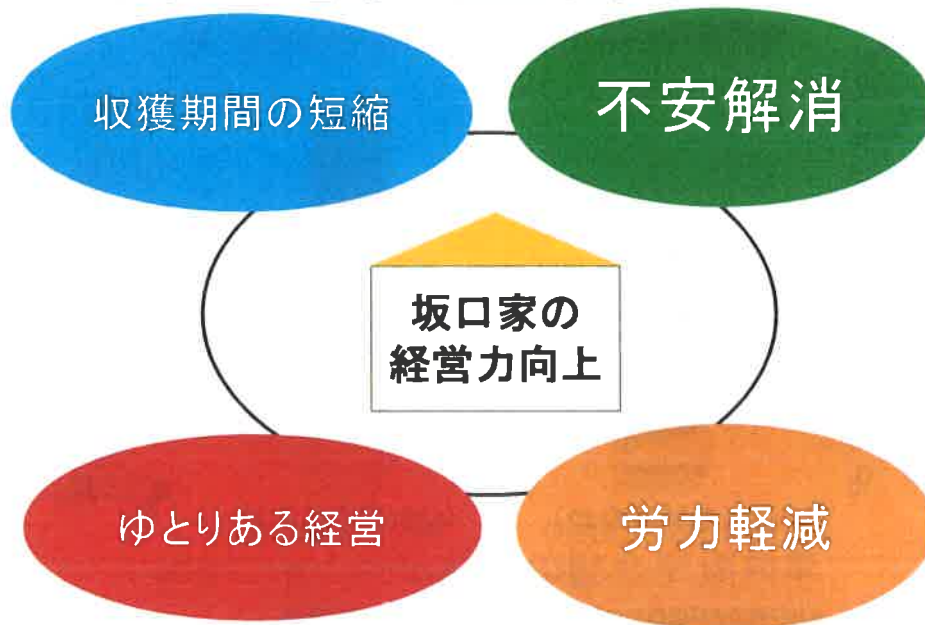 収獲期間の短縮
不安解消
坂口家の
経営力向上
ゆとりある経営
労力軽減